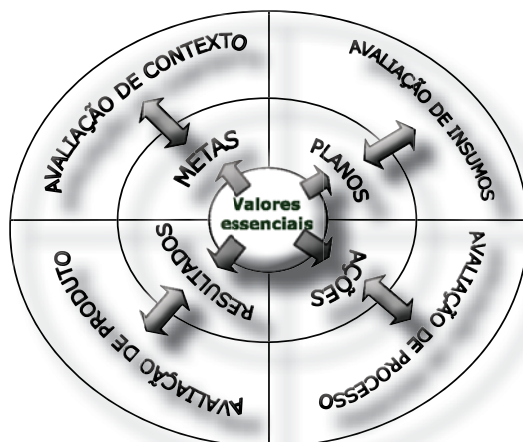 AVALIAÇÃO DE CONTEXTO
AVALIAÇÃO DE INSUMOS
METAS
PLANOS
Valores
essenciais
RESULTADOS
AÇÕES
AVALIAÇÃO DE PRODUTO
AVALIAÇÃO DE PROCESSO